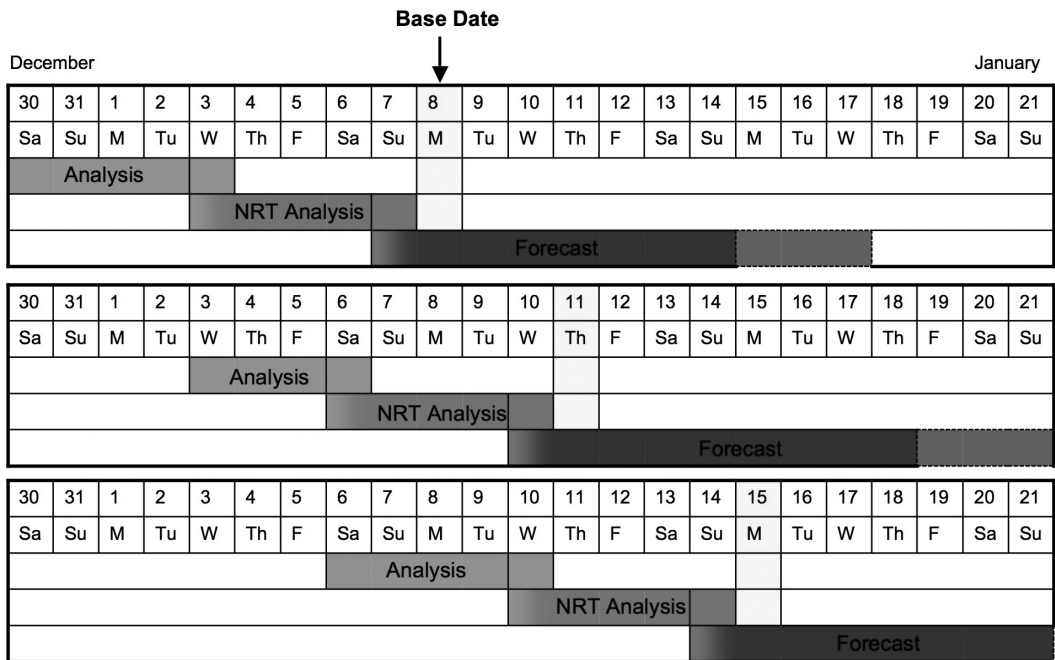 Base Date
December January
30 31 1 2 3 4 5 6 7 8 9 10 11 12 13 14 15 16 17 18 19 20 21
Sa Su M Tu W Th F Sa Su M Tu W Th F Sa Su M Tu W Th F Sa Su
Analysis
NRT Analysis
Forecast
30 31 1 2 3 4 5 6 7 8 9 10 11 12 13 14 15 16 17 18 19 20 21
Sa Su M Tu W Th F Sa Su M Tu W Th F Sa Su M Tu W Th F Sa Su
Analysis
NRT Analysis
Forecast
30 31 1 2 3 4 5 6 7 8 9 10 11 12 13 14 15 16 17 18 19 20 21
Sa Su M Tu W Th F Sa Su M Tu W Th F Sa Su M Tu W Th F Sa Su
Analysis
NRT Analysis
Forecast